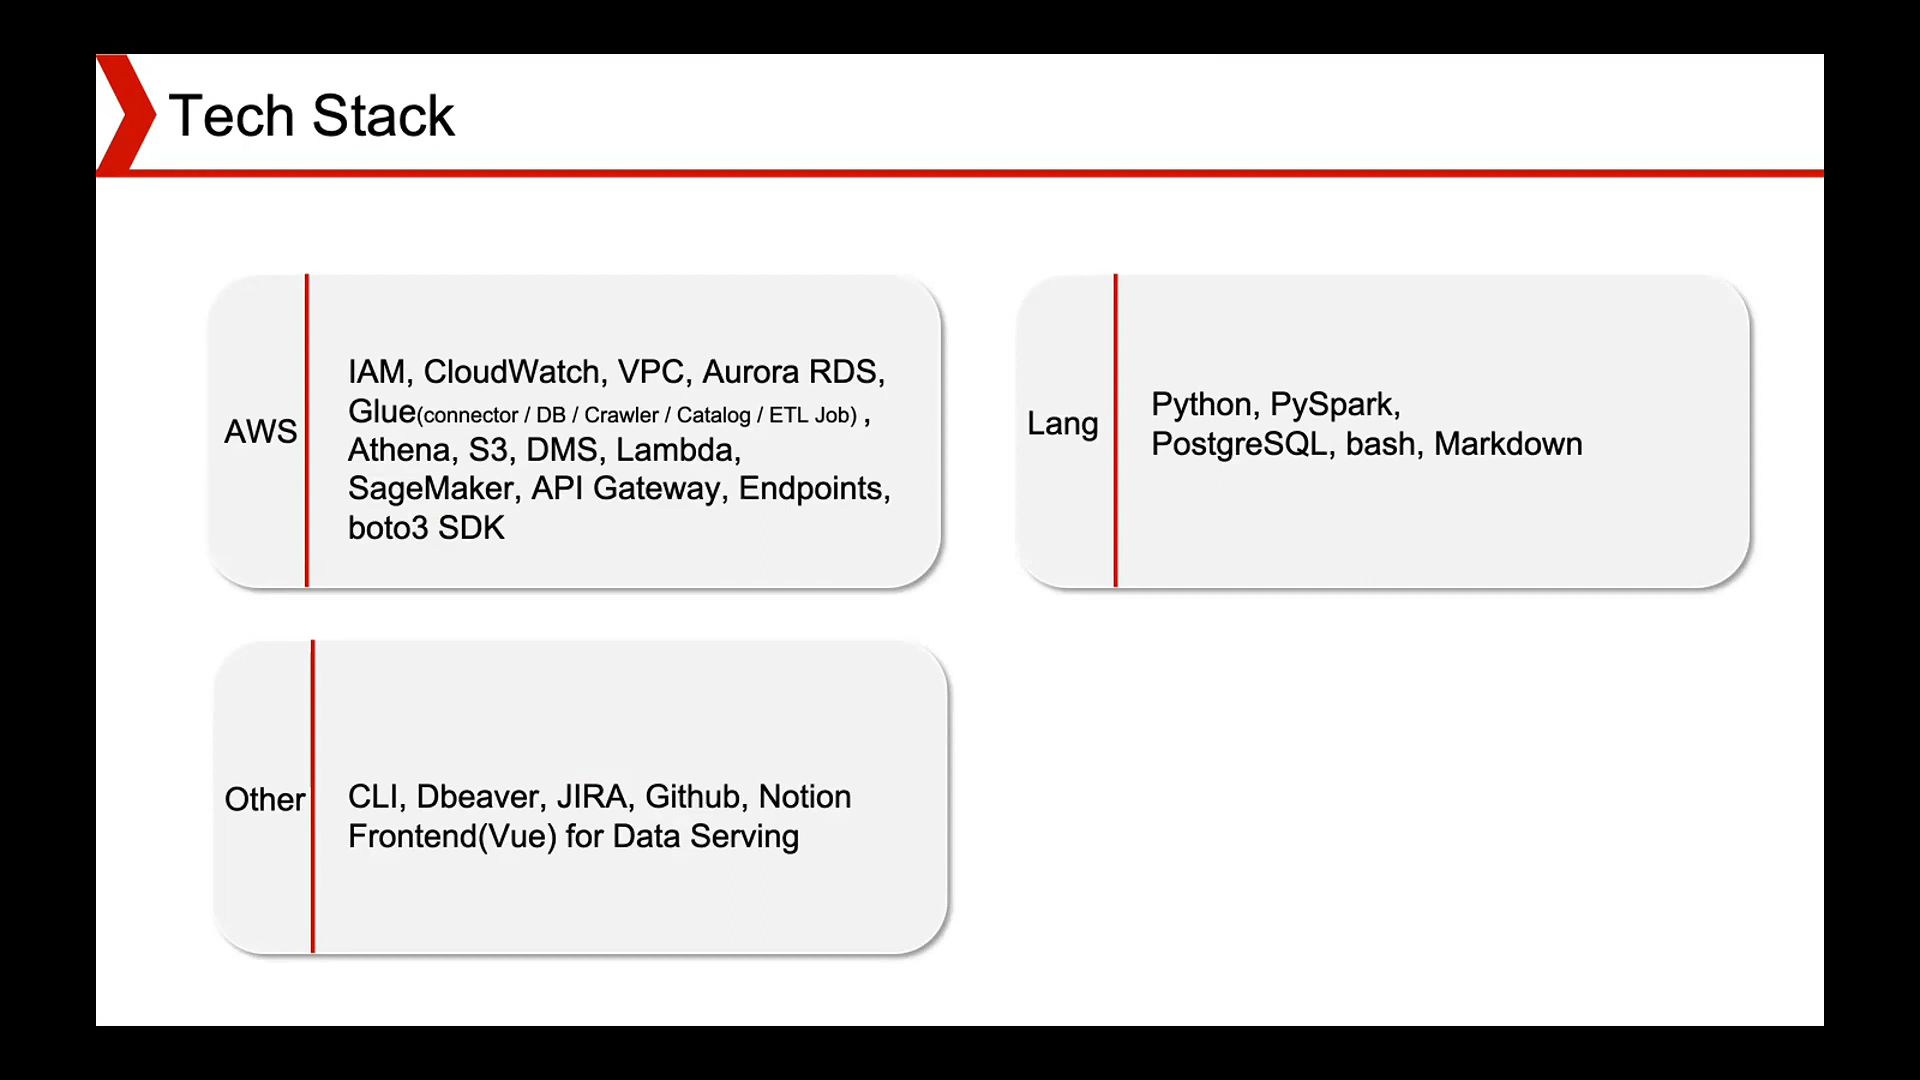 Tech Stack
AWS
IAM, CloudWatch, VPC, Aurora RDS,
Glue(connector / DB / Crawler / Catalog / ETL Job) ,
Athena, S3, DMS, Lambda,
SageMaker, API Gateway, Endpoints,
boto3 SDK
Lang
Python, PySpark,
PostgreSQL, bash, Markdown
Other
CLI, Dbeaver, JIRA, Github, Notion
Frontend(Vue) for Data Serving